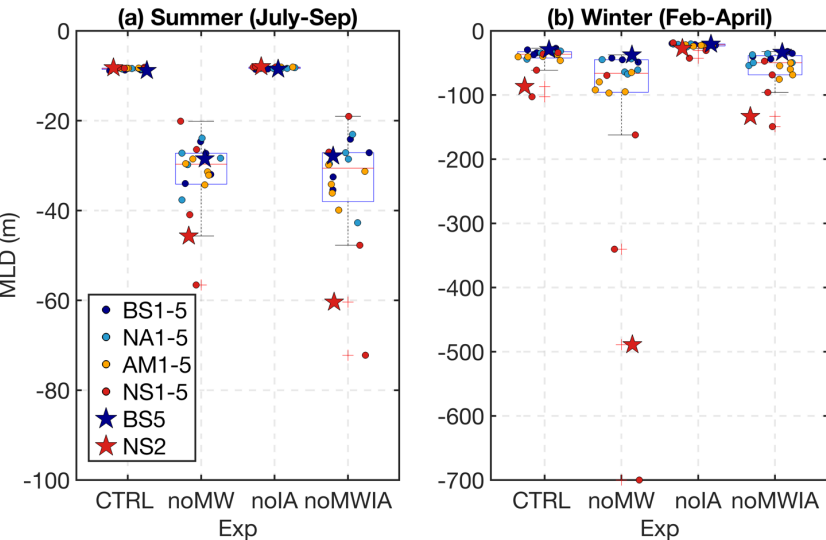 (a) Summer (July-Sep)
0
-20
-40
-60
-80
-100
MLD (m)
BS1-5
NA1-5
AM1-5
NS1-5
BS5
NS2
CTRL noMW noIA noMWIA
Exp
(b) Winter (Feb-April)
0
-100
-200
-300
-400
-500
-600
-700
CTRL noMW noIA noMWIA
Exp